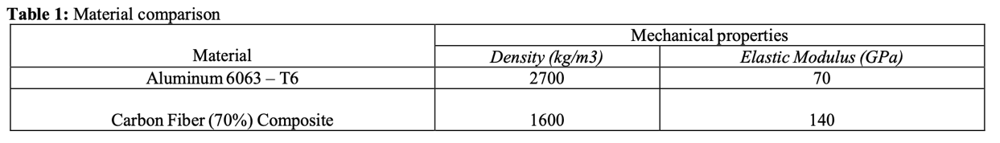 Table 1: Material comparison
Mechanical properties
Material
Density (kg/m3)
Elastic Modulus (GPa)
Aluminum 6063 – T6
2700
70
Carbon Fiber (70%) Composite
1600
140